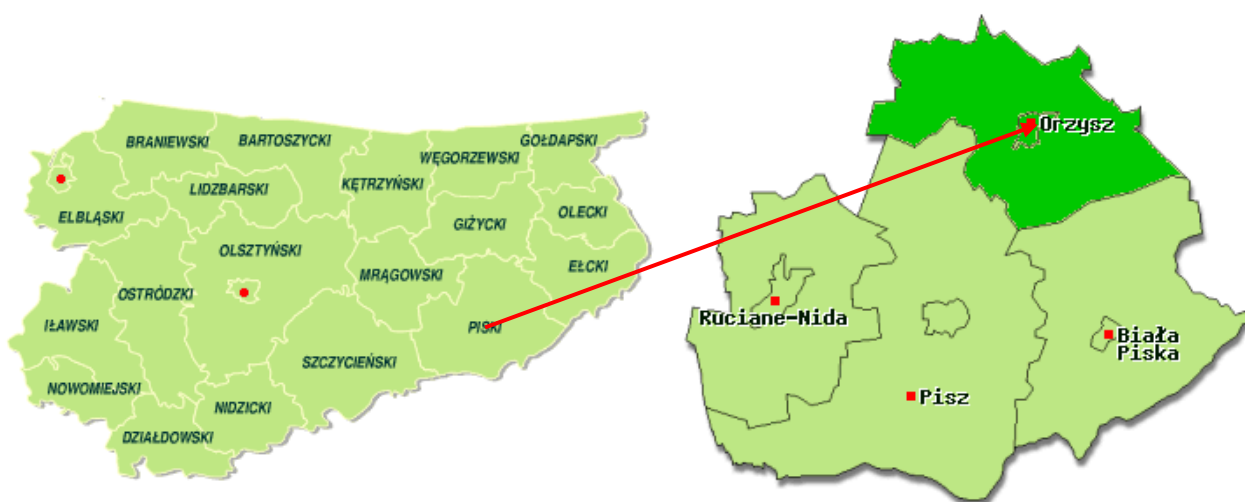 BRANIEWSKI
BARTOSZYCKI
GOŁDAPSKI
WĘGORZEWSKI
LIDZBARSKI
KĘTRZYŃSKI
ELBLĄSKI
OLECKI
GIŻYCKI
OLSZTYŃSKI
MRĄGOWSKI
EŁCKI
OSTRÓDZKI
IŁAWSKI
PISKI
SZCZYCIEŃSKI
NOWOMIEJSKI
NIDZICKI
DZIAŁDOWSKI
Orzysz
Ruciane-Nida
Biała
Piska
Pisz